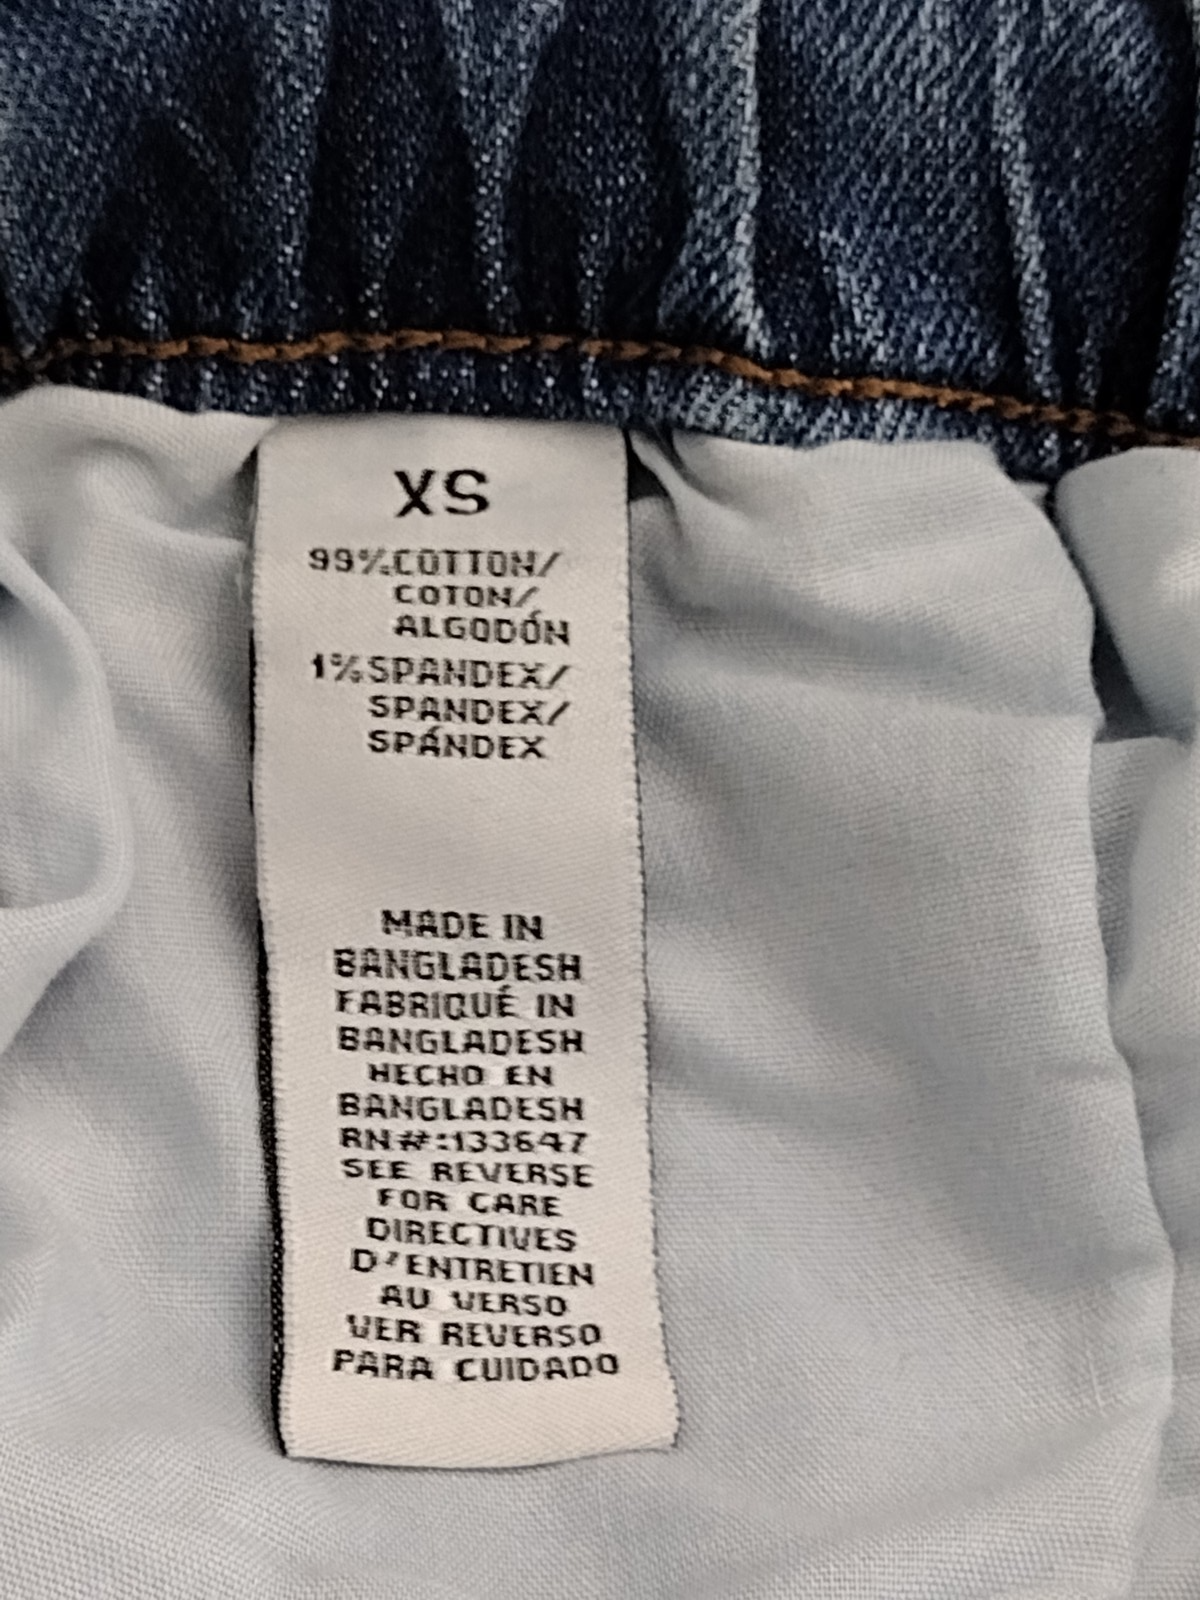 XS
99% COTTON/
COTON/
ALGODÓN
1% SPANDEX/
SPANDEX/
SPÁNDEX
MADE IN
BANGLADESH
FABRIQUÉ IN
BANGLADESH
HECHO EN
BANGLADESH
RN#:133647
SEE REVERSE
FOR CARE
DIRECTIVES
D'ENTRETIEN
AU VERSO
VER REVERSO
PARA CUIDADO